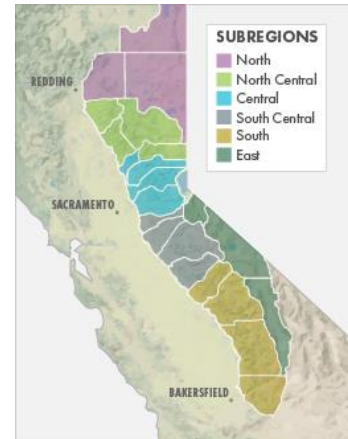 SUBREGIONS
North
North Central
Central
South Central
South
East
REDDING
SACRAMENTO
BAKERSFIELD